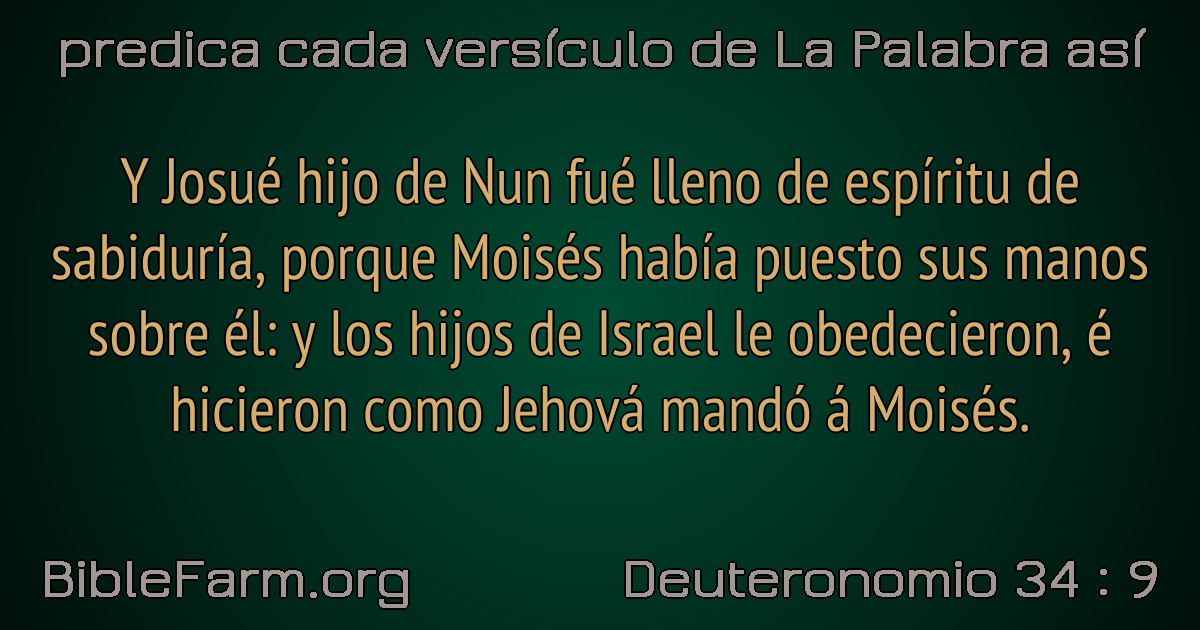 predica cada versículo de La Palabra así
Y Josué hijo de Nun fué lleno de espíritu de
sabiduría, porque Moisés había puesto sus manos
sobre él: y los hijos de Israel le obedecieron, é
hicieron como Jehová mandó á Moisés.
BibleFarm.org
Deuteronomio 34 : 9